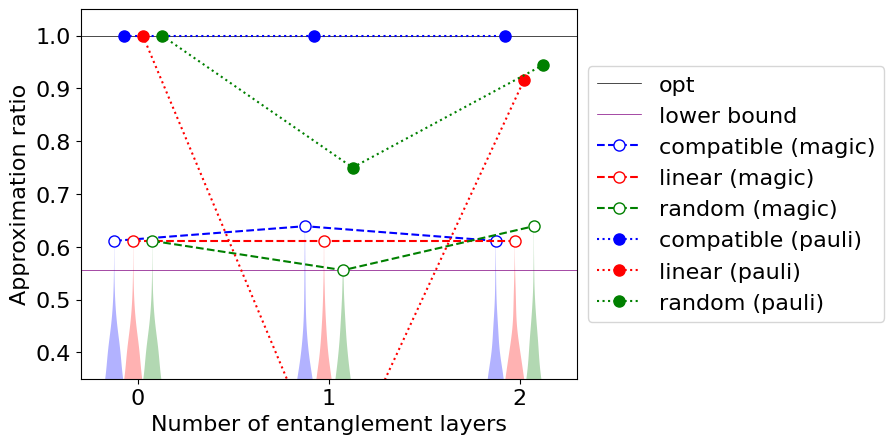 1.0
0.9
0.8
0.7
0.6
0.5
0.4
Approximation ratio
0 1 2
Number of entanglement layers
opt
lower bound
compatible (magic)
linear (magic)
random (magic)
compatible (pauli)
linear (pauli)
random (pauli)